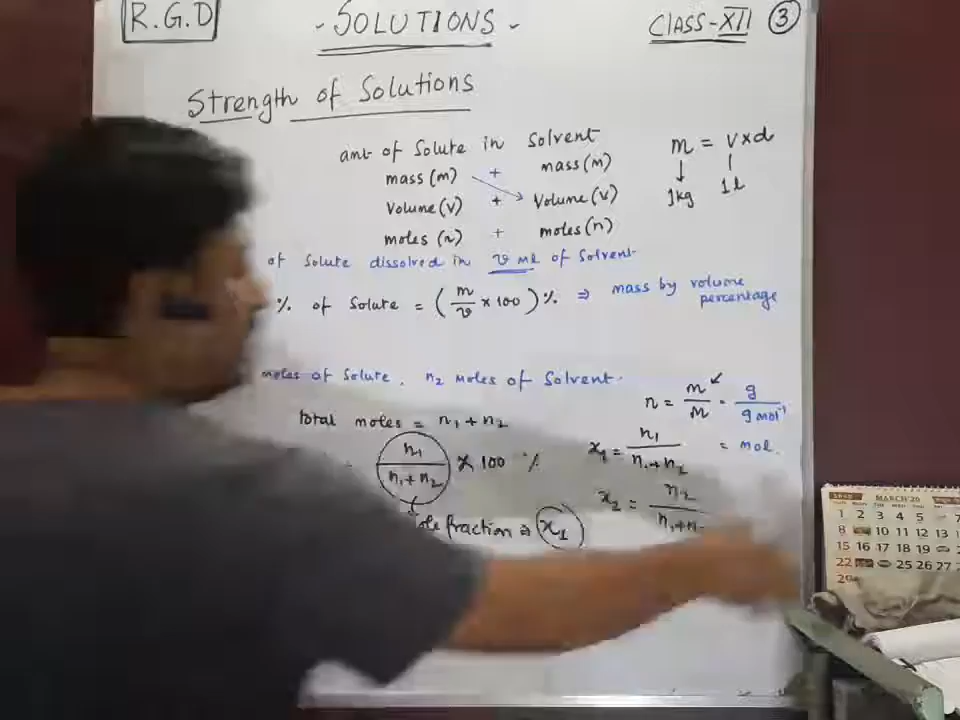 R.G.D - SOLUTIONS - CLASS-XII ③
Strength of Solutions
amt of Solute in Solvent
mass (m) + mass (m)
Volume (v) + Volume (v)
moles (n) + moles (n)
m = v x d
1kg 1l
of Solute dissolved in v ml of Solvent
% of Solute = (m/v x 100) % ⇒ mass by volume percentage
moles of Solute, n2 moles of Solvent.
total moles = n1 + n2
n1/(n1+n2) x 100 %
fraction ⇒ x1
n = m/M = g/g mol⁻¹
= mol.
x1 = n1/(n1+n2)
x2 = n2/
MARCH'20
1 2 3 4 5 7
8 10 11 12 13
15 16 17 18 19
22 25 26 27
29